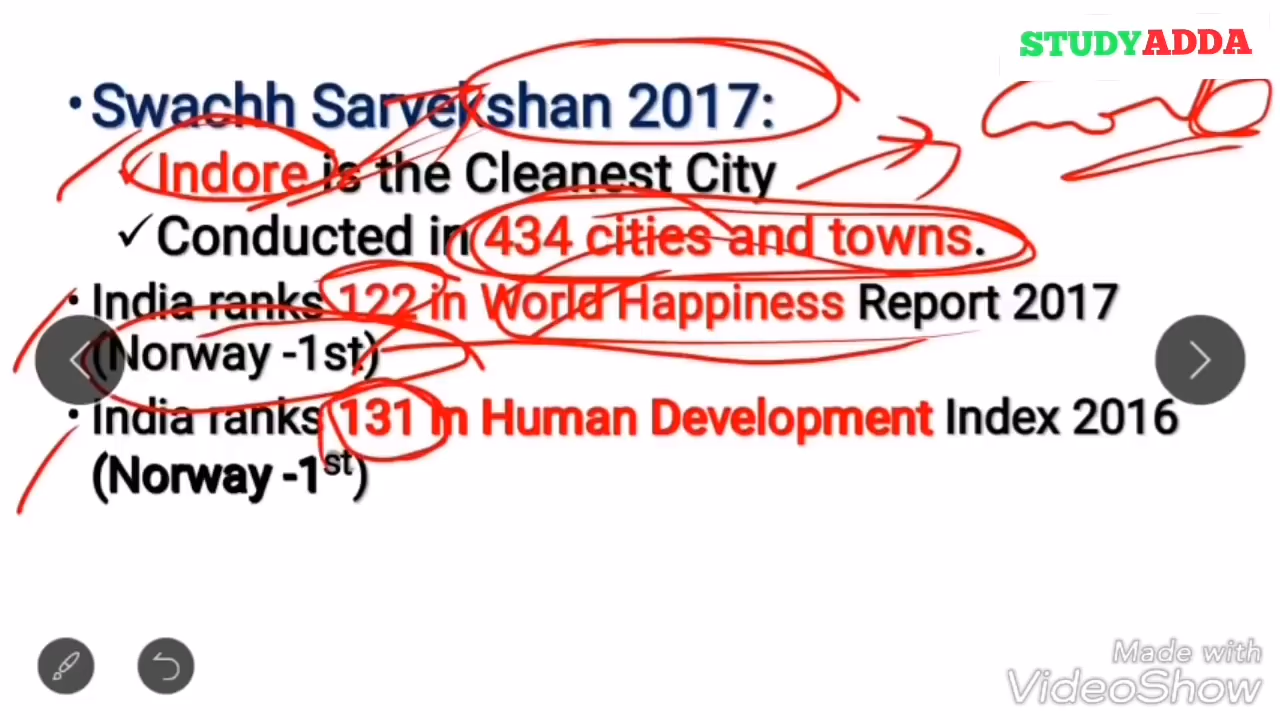 STUDYADDA
• Swachh Sarvekshan 2017:
✓ Indore is the Cleanest City
✓ Conducted in 434 cities and towns.
• India ranks 122 in World Happiness Report 2017
(Norway -1st)
• India ranks 131 in Human Development Index 2016
(Norway -1st)
Made with
VideoShow